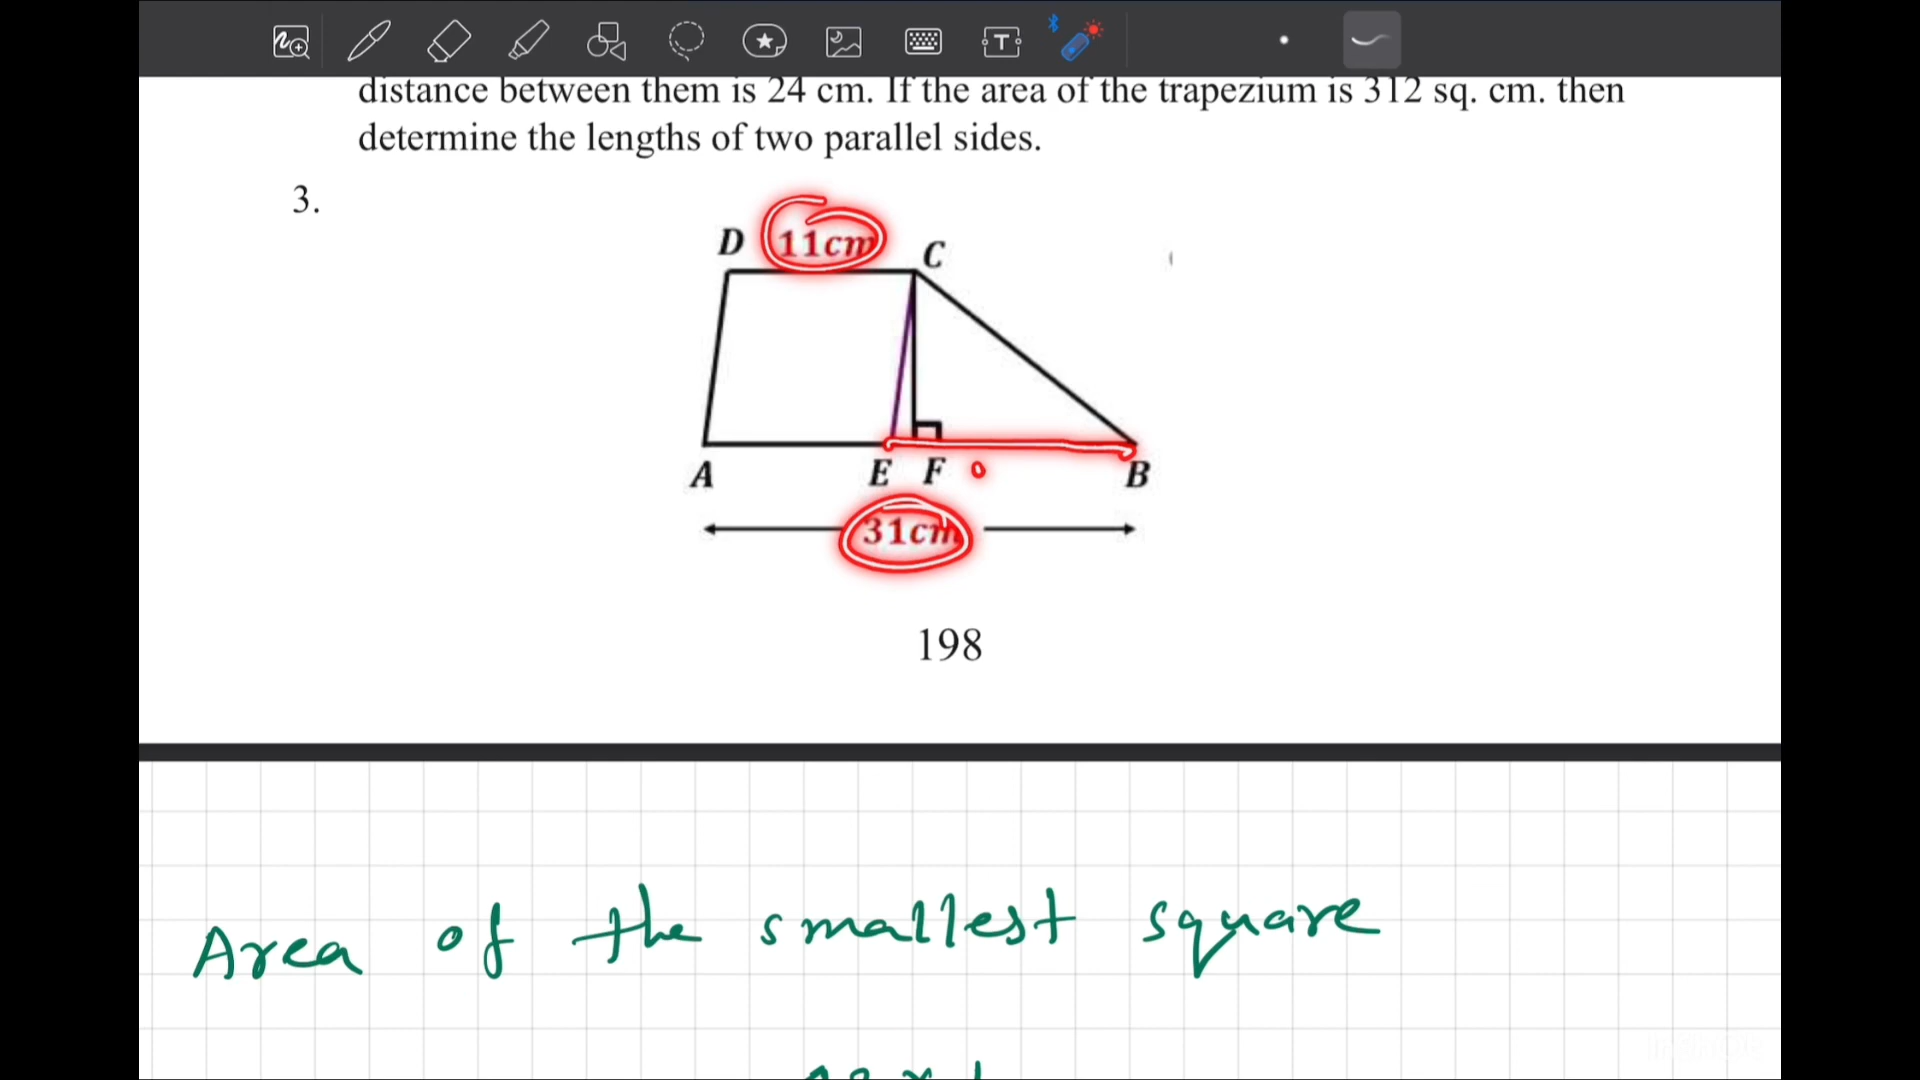 distance between them is 24 cm. If the area of the trapezium is 312 sq. cm. then
determine the lengths of two parallel sides.
3.
D 11cm C
A E F B
31cm
198
Area of the smallest square